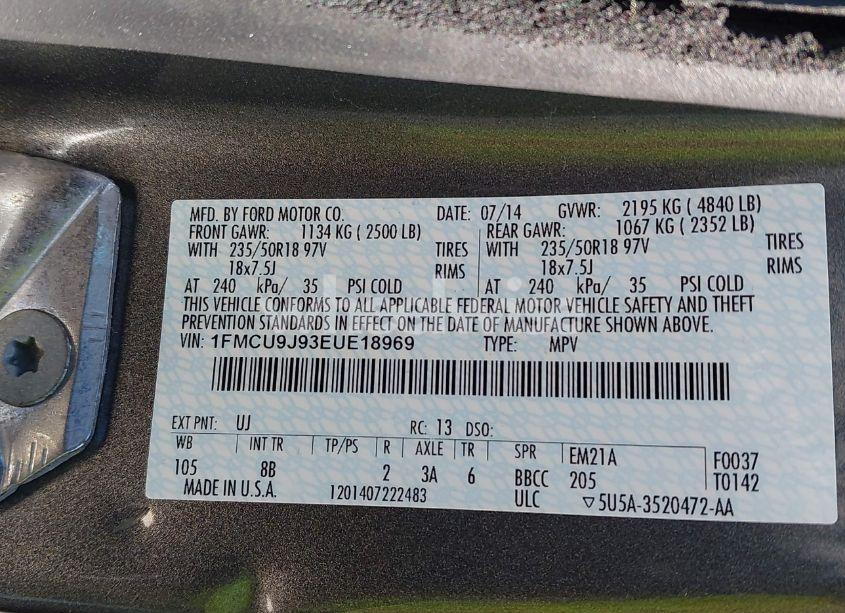 MFD. BY FORD MOTOR CO. DATE: 07/14 GVWR: 2195 KG ( 4840 LB)
FRONT GAWR: 1134 KG ( 2500 LB) REAR GAWR: 1067 KG ( 2352 LB)
WITH 235/50R18 97V TIRES WITH 235/50R18 97V TIRES
18x7.5J RIMS 18x7.5J RIMS
AT 240 kPa/ 35 PSI COLD AT 240 kPa/ 35 PSI COLD
THIS VEHICLE CONFORMS TO ALL APPLICABLE FEDERAL MOTOR VEHICLE SAFETY AND THEFT
PREVENTION STANDARDS IN EFFECT ON THE DATE OF MANUFACTURE SHOWN ABOVE.
VIN: 1FMCU9J93EUE18969 TYPE: MPV
EXT PNT: UJ RC: 13 DSO:
WB INT TR TP/PS R AXLE TR SPR EM21A F0037
105 8B 2 3A 6 BBCC 205 T0142
MADE IN U.S.A. 1201407222483 ULC ▽5U5A-3520472-AA